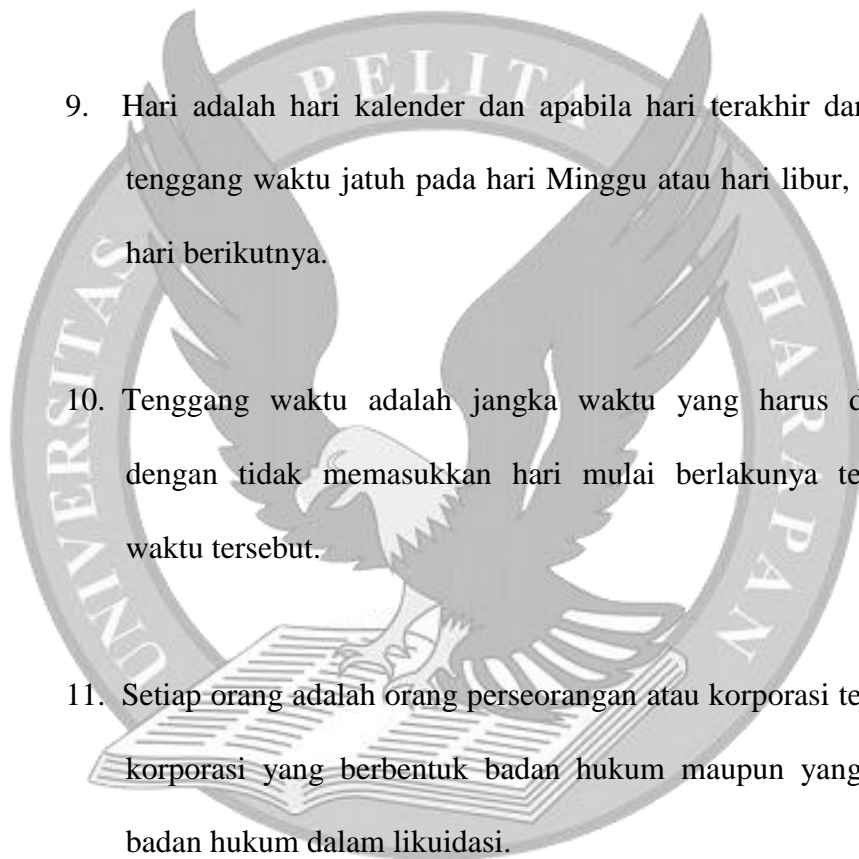 PELITA
UNIVERSITAS
HARAPAN
9. Hari adalah hari kalender dan apabila hari terakhir
tenggang waktu jatuh pada hari Minggu atau hari libur,
hari berikutnya.
10. Tenggang waktu adalah jangka waktu yang harus
dengan tidak memasukkan hari mulai berlakunya
waktu tersebut.
11. Setiap orang adalah orang perseorangan atau korporasi
korporasi yang berbentuk badan hukum maupun yang
badan hukum dalam likuidasi.